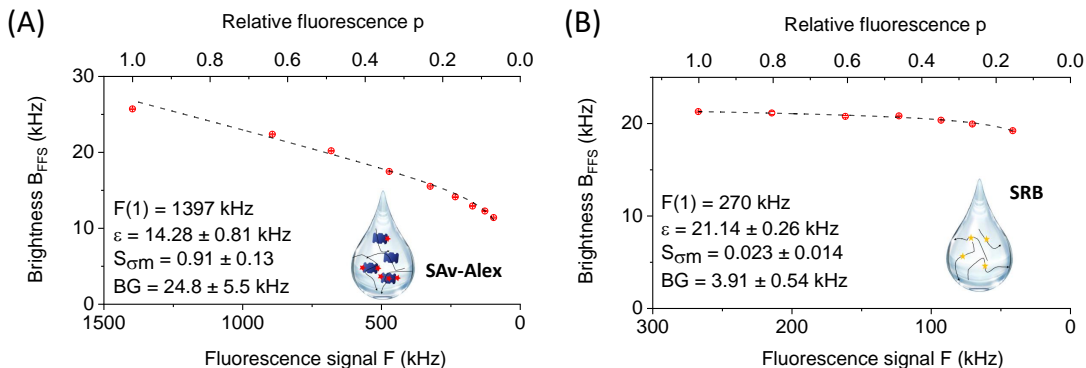 (A)
Relative fluorescence p
1.0 0.8 0.6 0.4 0.2 0.0
30
20
10
0
Brightness B_FFS (kHz)
F(1) = 1397 kHz
ε = 14.28 ± 0.81 kHz
Sσm = 0.91 ± 0.13
BG = 24.8 ± 5.5 kHz
SAv-Alex
1500 1000 500 0
Fluorescence signal F (kHz)
(B)
Relative fluorescence p
1.0 0.8 0.6 0.4 0.2 0.0
20
10
0
Brightness B_FFS (kHz)
F(1) = 270 kHz
ε = 21.14 ± 0.26 kHz
Sσm = 0.023 ± 0.014
BG = 3.91 ± 0.54 kHz
SRB
300 200 100 0
Fluorescence signal F (kHz)